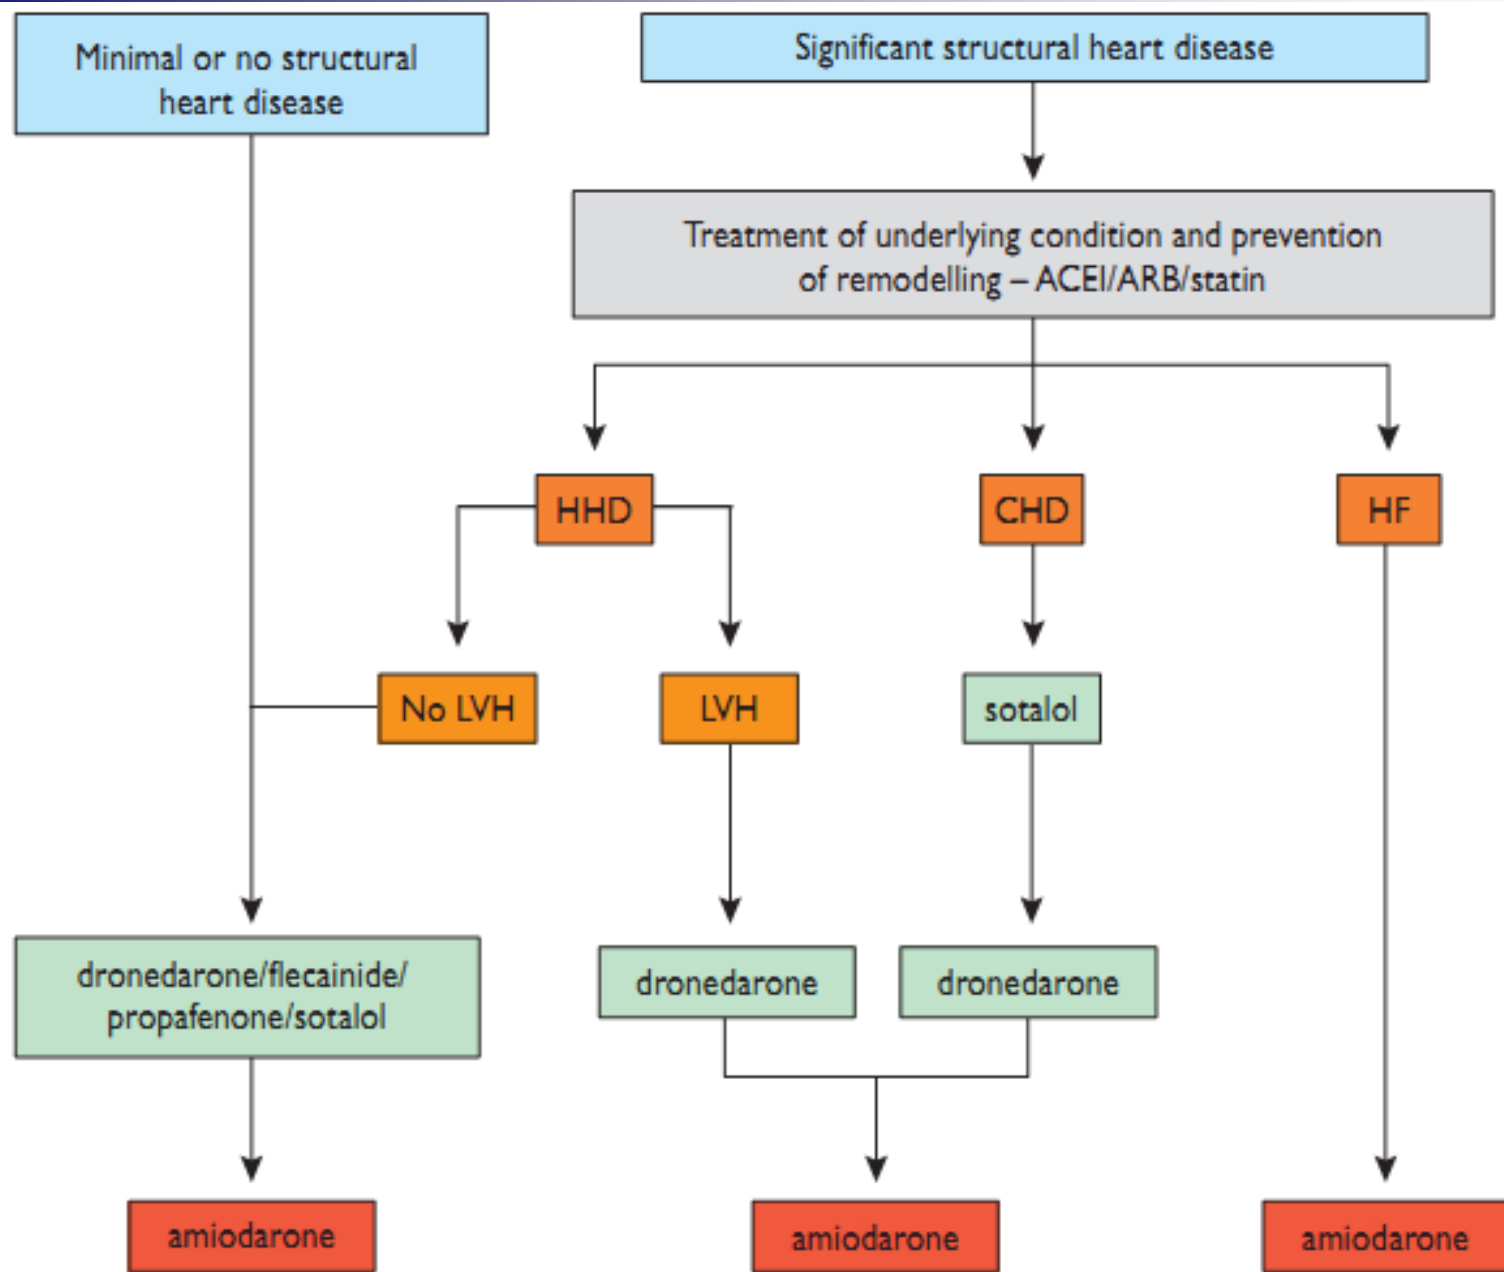 Minimal or no structural
heart disease
Significant structural heart disease
Treatment of underlying condition and prevention
of remodelling – ACEI/ARB/statin
HHD
CHD
HF
No LVH
LVH
sotalol
dronedarone/flecainide/
propafenone/sotalol
dronedarone
dronedarone
amiodarone
amiodarone
amiodarone